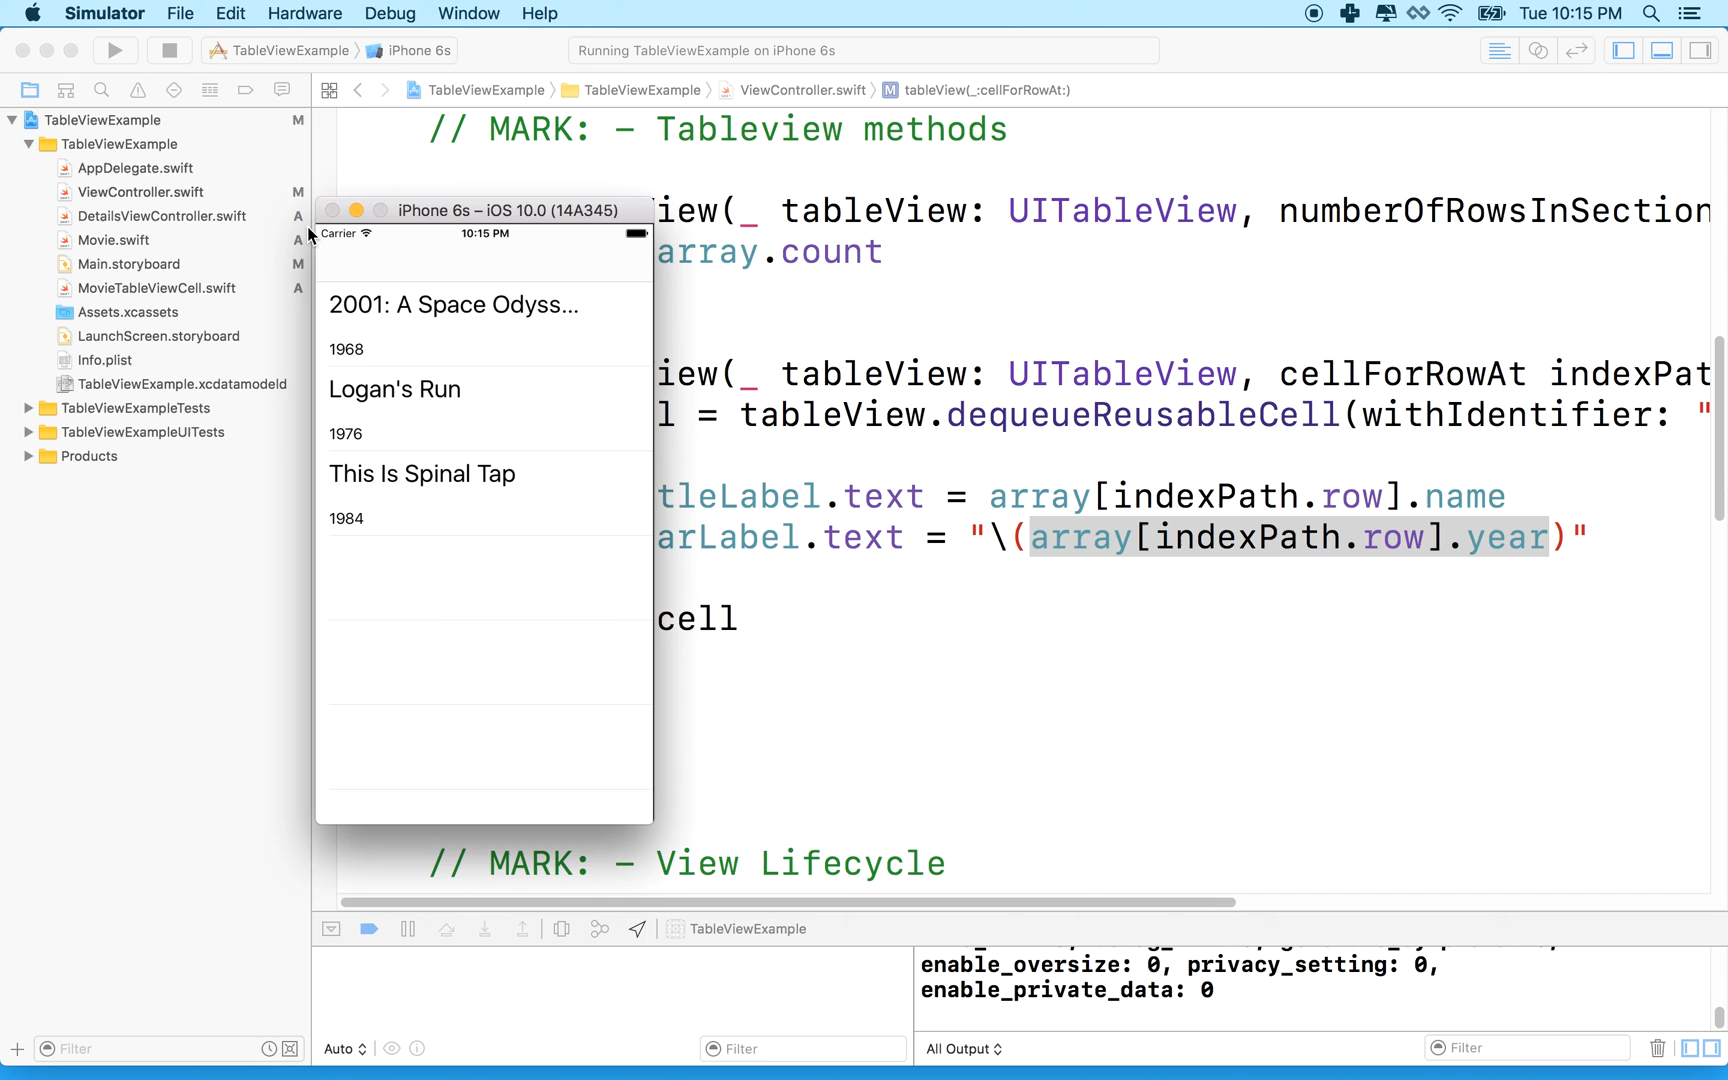 Simulator File Edit Hardware Debug Window Help Tue 10:15 PM
TableViewExample iPhone 6s Running TableViewExample on iPhone 6s
TableViewExample TableViewExample ViewController.swift M tableView(_:cellForRowAt:)
TableViewExample M
TableViewExample
AppDelegate.swift
ViewController.swift M
DetailsViewController.swift A
Movie.swift A
Main.storyboard M
MovieTableViewCell.swift A
Assets.xcassets
LaunchScreen.storyboard
Info.plist
TableViewExample.xcdatamodeld
TableViewExampleTests
TableViewExampleUITests
Products
Filter
// MARK: – Tableview methods
iew(_ tableView: UITableView, numberOfRowsInSection
array.count
iew(_ tableView: UITableView, cellForRowAt indexPat
l = tableView.dequeueReusableCell(withIdentifier: "
tleLabel.text = array[indexPath.row].name
arLabel.text = "\(array[indexPath.row].year)"
cell
// MARK: – View Lifecycle
iPhone 6s – iOS 10.0 (14A345)
Carrier 10:15 PM
2001: A Space Odyss...
1968
Logan's Run
1976
This Is Spinal Tap
1984
TableViewExample
enable_oversize: 0, privacy_setting: 0,
enable_private_data: 0
Auto Filter
All Output Filter